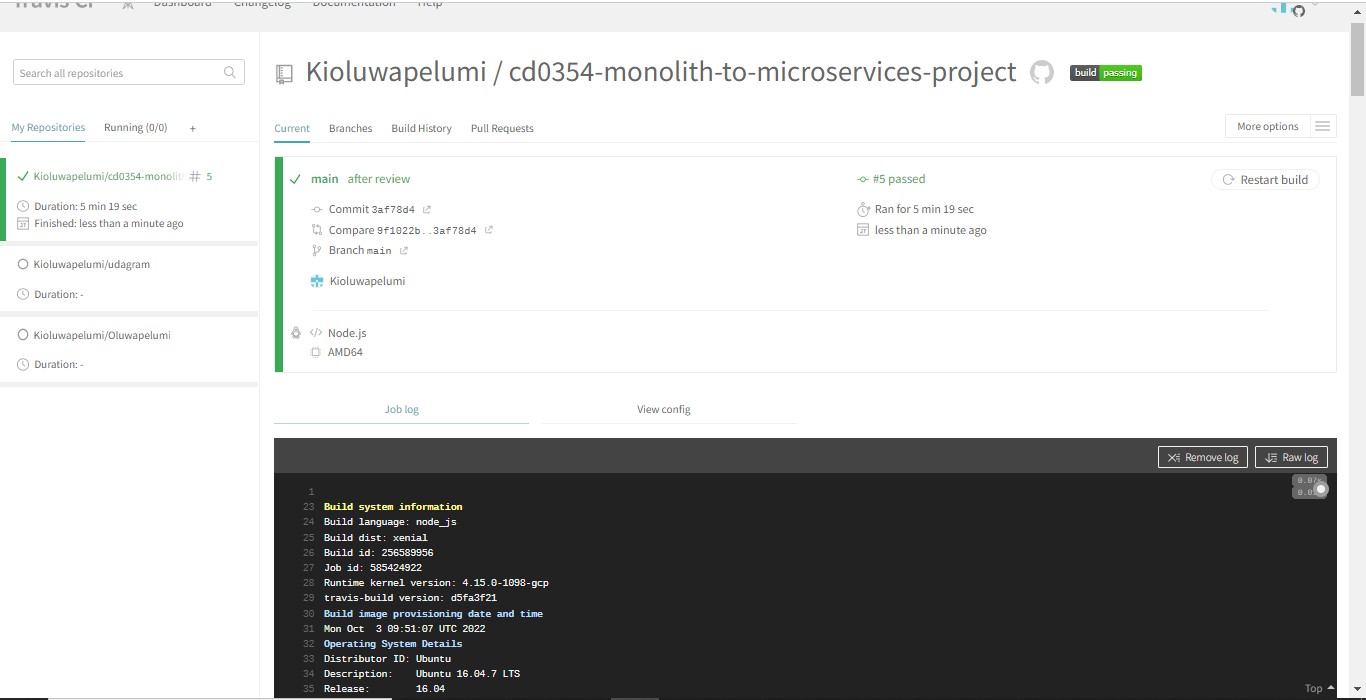 Travis CI
Dashboard Changelog Documentation Help
Search all repositories
My Repositories Running (0/0) +
Kioluwapelumi/cd0354-monolit # 5
Duration: 5 min 19 sec
Finished: less than a minute ago
Kioluwapelumi/udagram
Duration: -
Kioluwapelumi/Oluwapelumi
Duration: -
Kioluwapelumi / cd0354-monolith-to-microservices-project build passing
Current Branches Build History Pull Requests More options
main after review #5 passed Restart build
Commit 3af78d4 Ran for 5 min 19 sec
Compare 9f1022b..3af78d4 less than a minute ago
Branch main
Kioluwapelumi
Node.js
AMD64
Job log View config
Remove log Raw log
1
23 Build system information
24 Build language: node_js
25 Build dist: xenial
26 Build id: 256589956
27 Job id: 585424922
28 Runtime kernel version: 4.15.0-1098-gcp
29 travis-build version: d5fa3f21
30 Build image provisioning date and time
31 Mon Oct  3 09:51:07 UTC 2022
32 Operating System Details
33 Distributor ID: Ubuntu
34 Description:    Ubuntu 16.04.7 LTS
35 Release:        16.04
Top